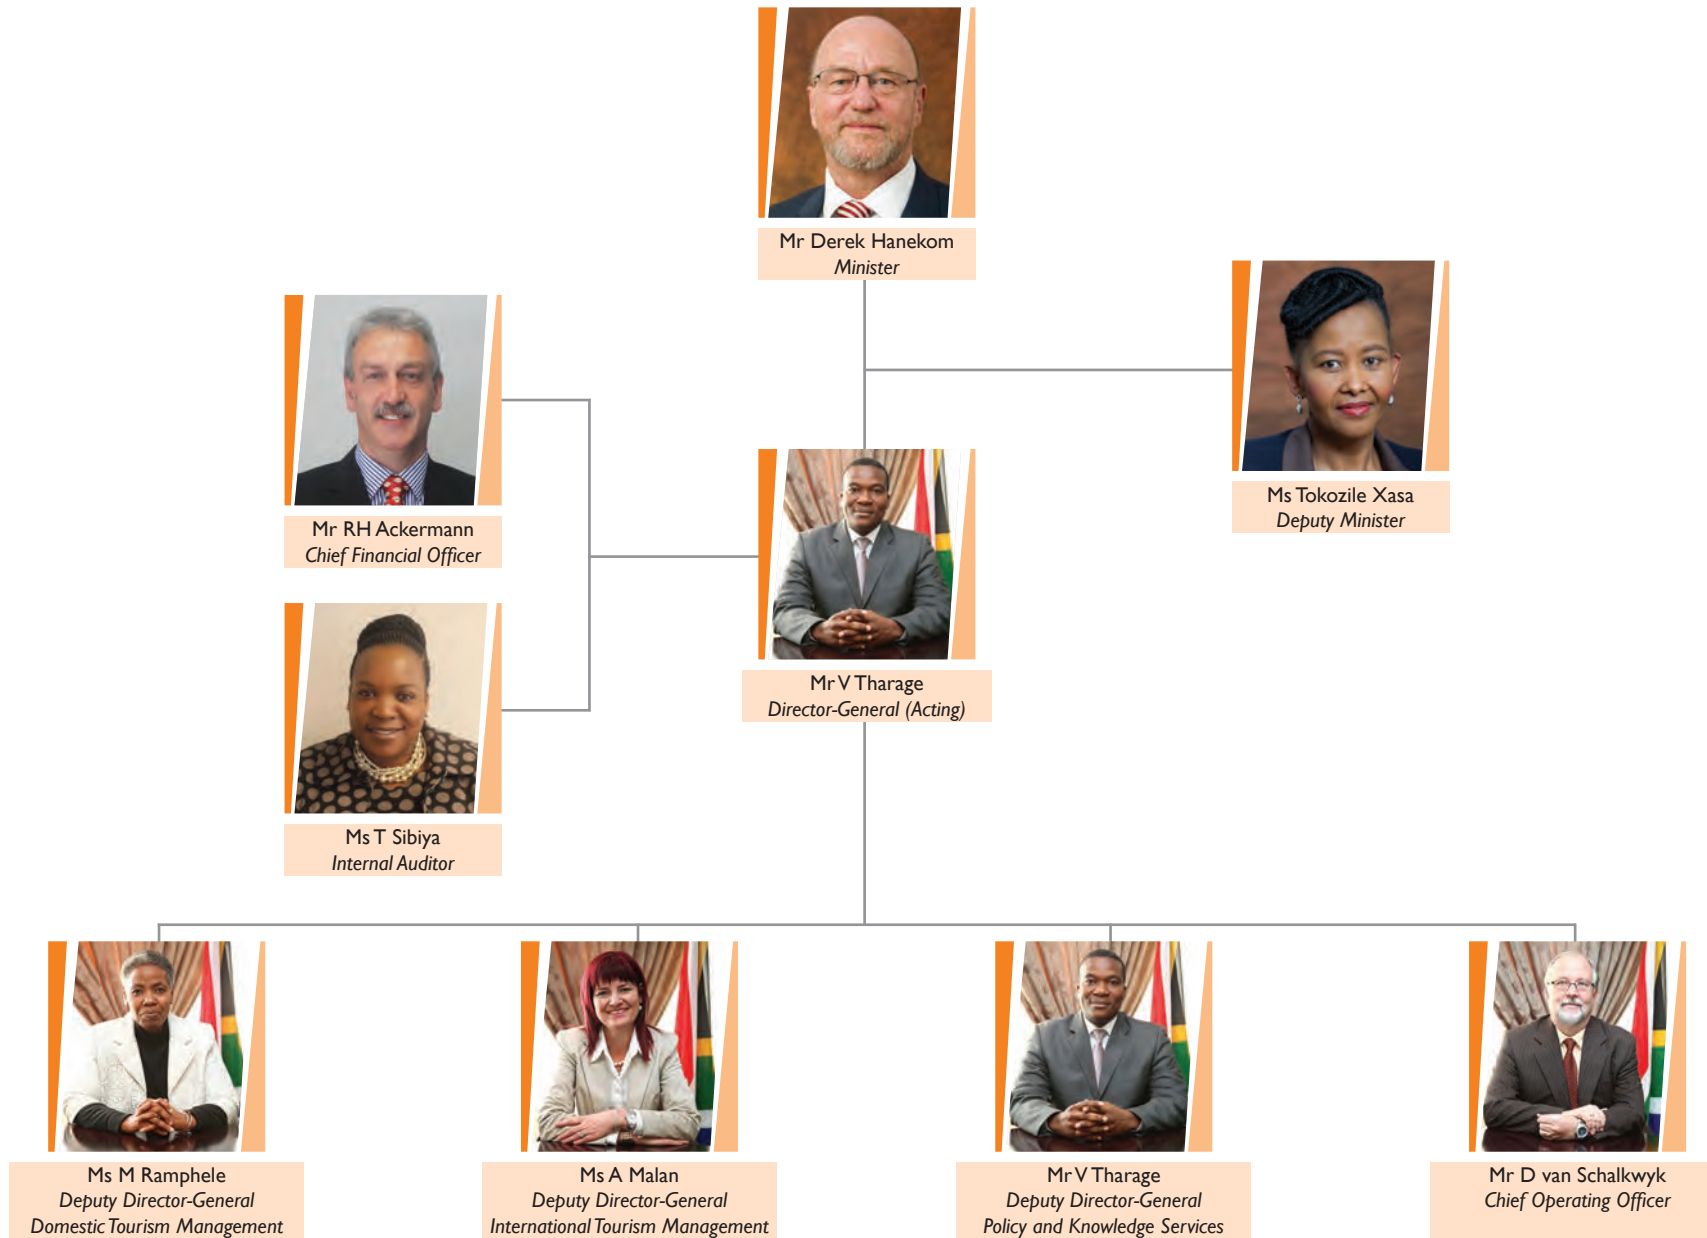 Mr Derek Hanekom
Minister
Ms Tokozile Xasa
Deputy Minister
Mr RH Ackermann
Chief Financial Officer
Mr V Tharage
Director-General (Acting)
Ms T Sibiya
Internal Auditor
Ms M Ramphele
Deputy Director-General
Domestic Tourism Management
Ms A Malan
Deputy Director-General
International Tourism Management
Mr V Tharage
Deputy Director-General
Policy and Knowledge Services
Mr D van Schalkwyk
Chief Operating Officer